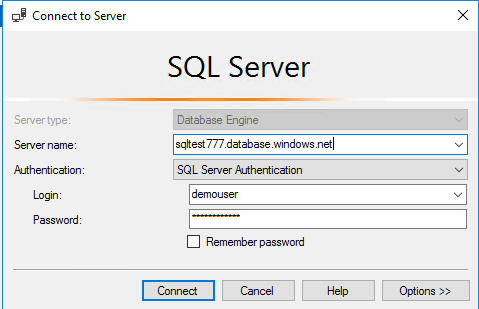 Connect to Server
SQL Server
Server type: Database Engine
Server name: sqltest777.database.windows.net
Authentication: SQL Server Authentication
Login: demouser
Password: ************
Remember password
Connect Cancel Help Options >>